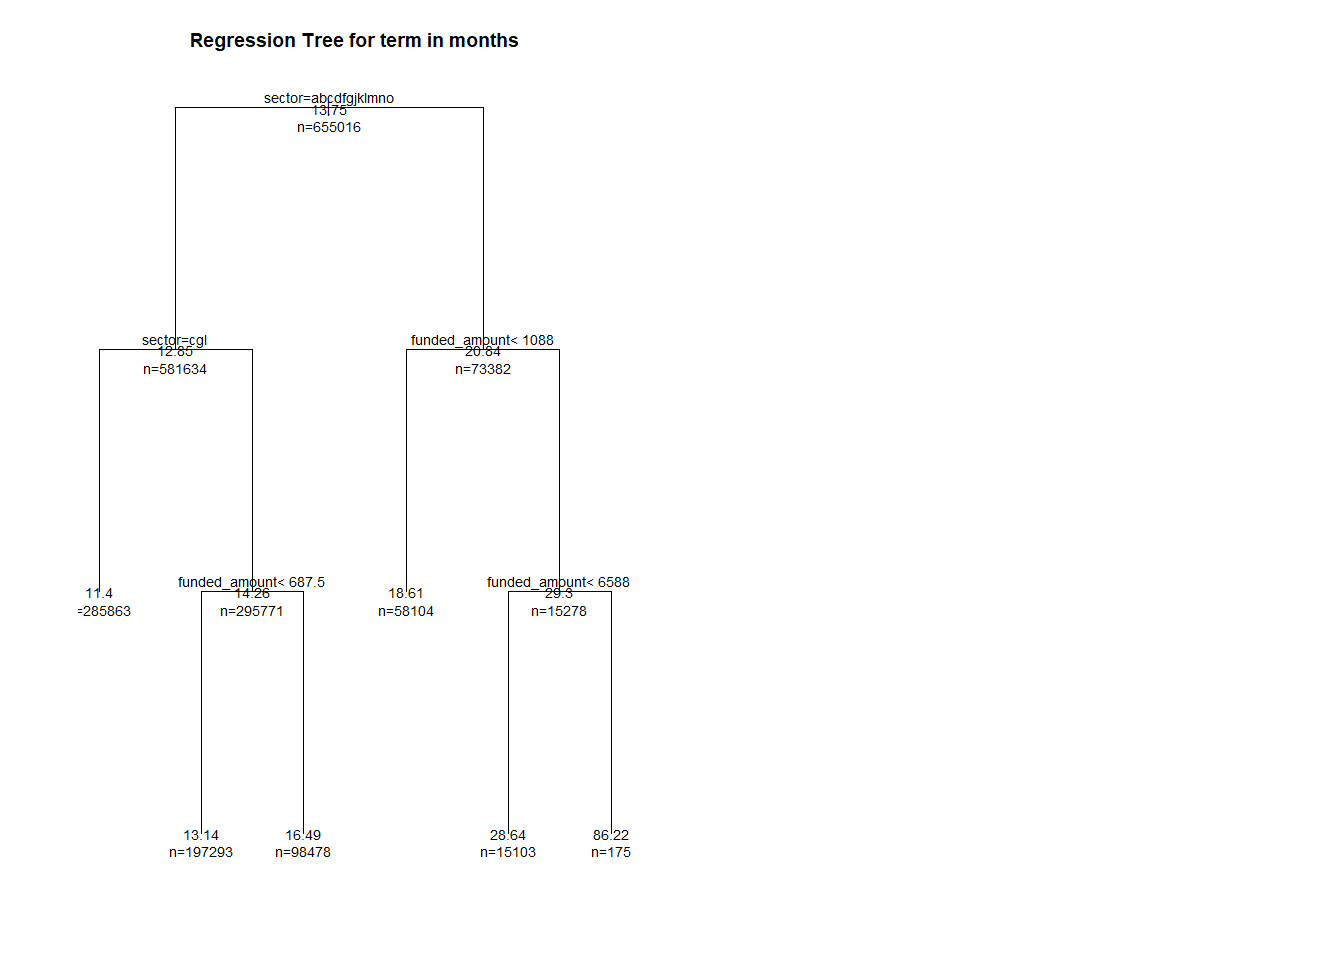 Regression Tree for term in months
sector=abcdfgjklmno
13.75
n=655016
sector=cgl
12.85
n=581634
funded_amount< 1088
20.84
n=73382
11.4
=285863
funded_amount< 687.5
14.26
n=295771
18.61
n=58104
funded_amount< 6588
29.3
n=15278
13.14
n=197293
16.49
n=98478
28.64
n=15103
86.22
n=175